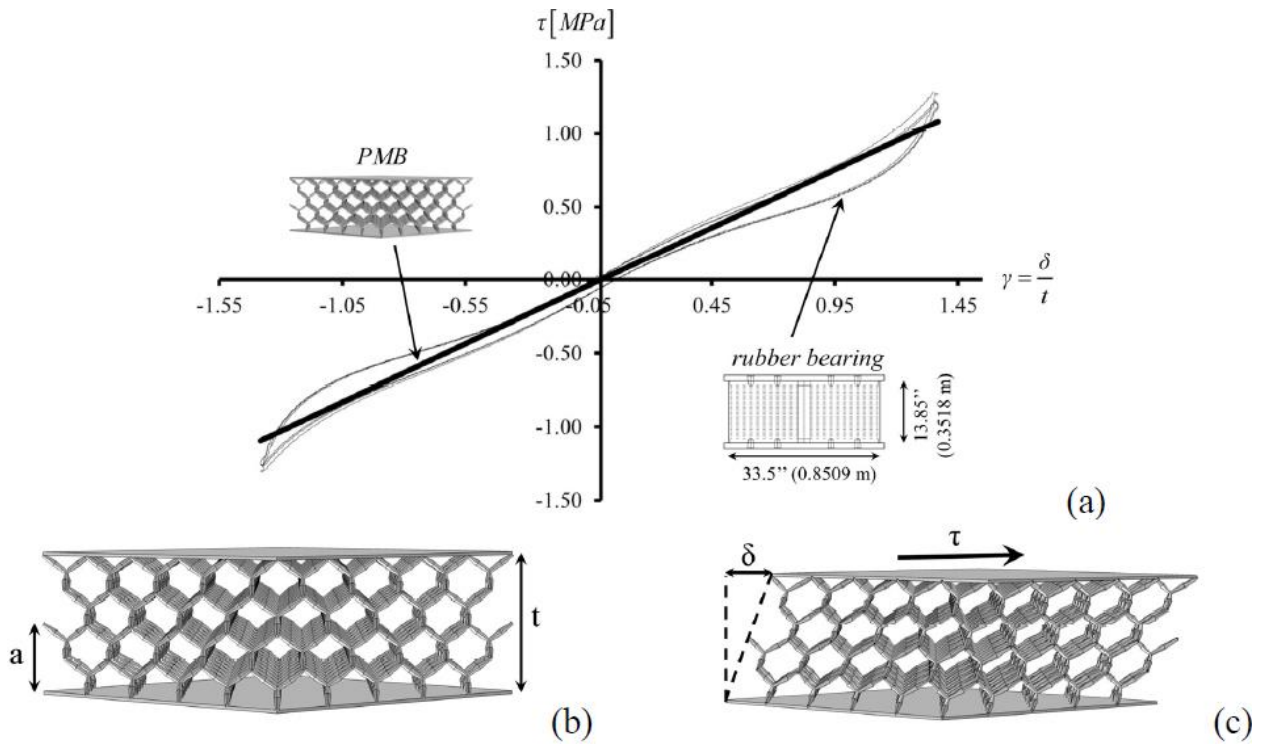 τ[MPa]
1.50
1.00
0.50
0.00
-0.50
-1.00
-1.50
-1.55
-1.05
-0.55
-0.05
0.45
0.95
1.45
γ = δ/t
PMB
rubber bearing
13.85’’
(0.3518 m)
33.5’’ (0.8509 m)
(a)
a
t
(b)
δ
τ
(c)